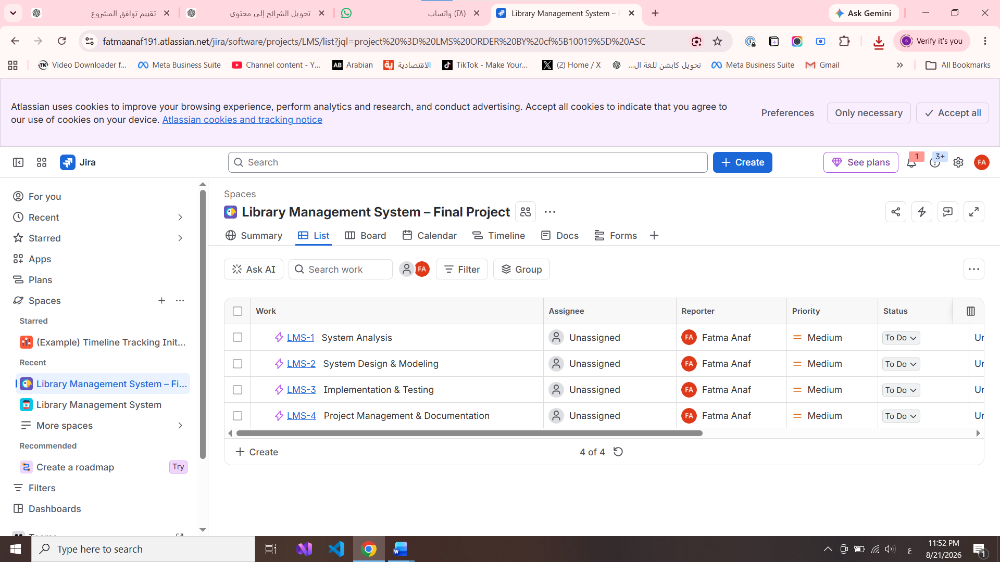 تقييم توافق المشروع
تحويل الشرائح إلى محتوى
(٢٨) واتساب
Library Management System –
Ask Gemini
fatmaanaf191.atlassian.net/jira/software/projects/LMS/list?jql=project%20%3D%20LMS%20ORDER%20BY%20cf%5B10019%5D%20ASC
Verify it's you
Video Downloader f...
Meta Business Suite
Channel content - Y...
Arabian
الاقتصادية
TikTok - Make Your...
(2) Home / X
تحويل كابشن للغة ال...
Meta Business Suite
Gmail
All Bookmarks
Atlassian uses cookies to improve your browsing experience, perform analytics and research, and conduct advertising. Accept all cookies to indicate that you agree to
our use of cookies on your device. Atlassian cookies and tracking notice
Preferences
Only necessary
Accept all
Jira
Search
Create
See plans
1
3+
FA
For you
Recent
Starred
Apps
Plans
Spaces
Starred
(Example) Timeline Tracking Init...
Recent
Library Management System – Fi...
Library Management System
More spaces
Recommended
Create a roadmap
Try
Filters
Dashboards
Spaces
Library Management System – Final Project
Summary
List
Board
Calendar
Timeline
Docs
Forms
Ask AI
Search work
FA
Filter
Group
Work Assignee Reporter Priority Status
LMS-1 System Analysis Unassigned FA Fatma Anaf Medium To Do Un
LMS-2 System Design & Modeling Unassigned FA Fatma Anaf Medium To Do Un
LMS-3 Implementation & Testing Unassigned FA Fatma Anaf Medium To Do Un
LMS-4 Project Management & Documentation Unassigned FA Fatma Anaf Medium To Do Un
Create
4 of 4
Type here to search
ع
11:52 PM
8/21/2026
1